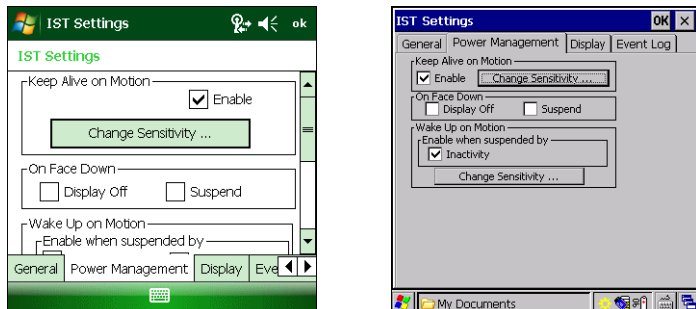 IST Settings
ok
IST Settings
Keep Alive on Motion
Enable
Change Sensitivity ...
On Face Down
Display Off Suspend
Wake Up on Motion
Enable when suspended by
General Power Management Display Eve
IST Settings
OK
General Power Management Display Event Log
Keep Alive on Motion
Enable Change Sensitivity ...
On Face Down
Display Off Suspend
Wake Up on Motion
Enable when suspended by
Inactivity
Change Sensitivity ...
My Documents